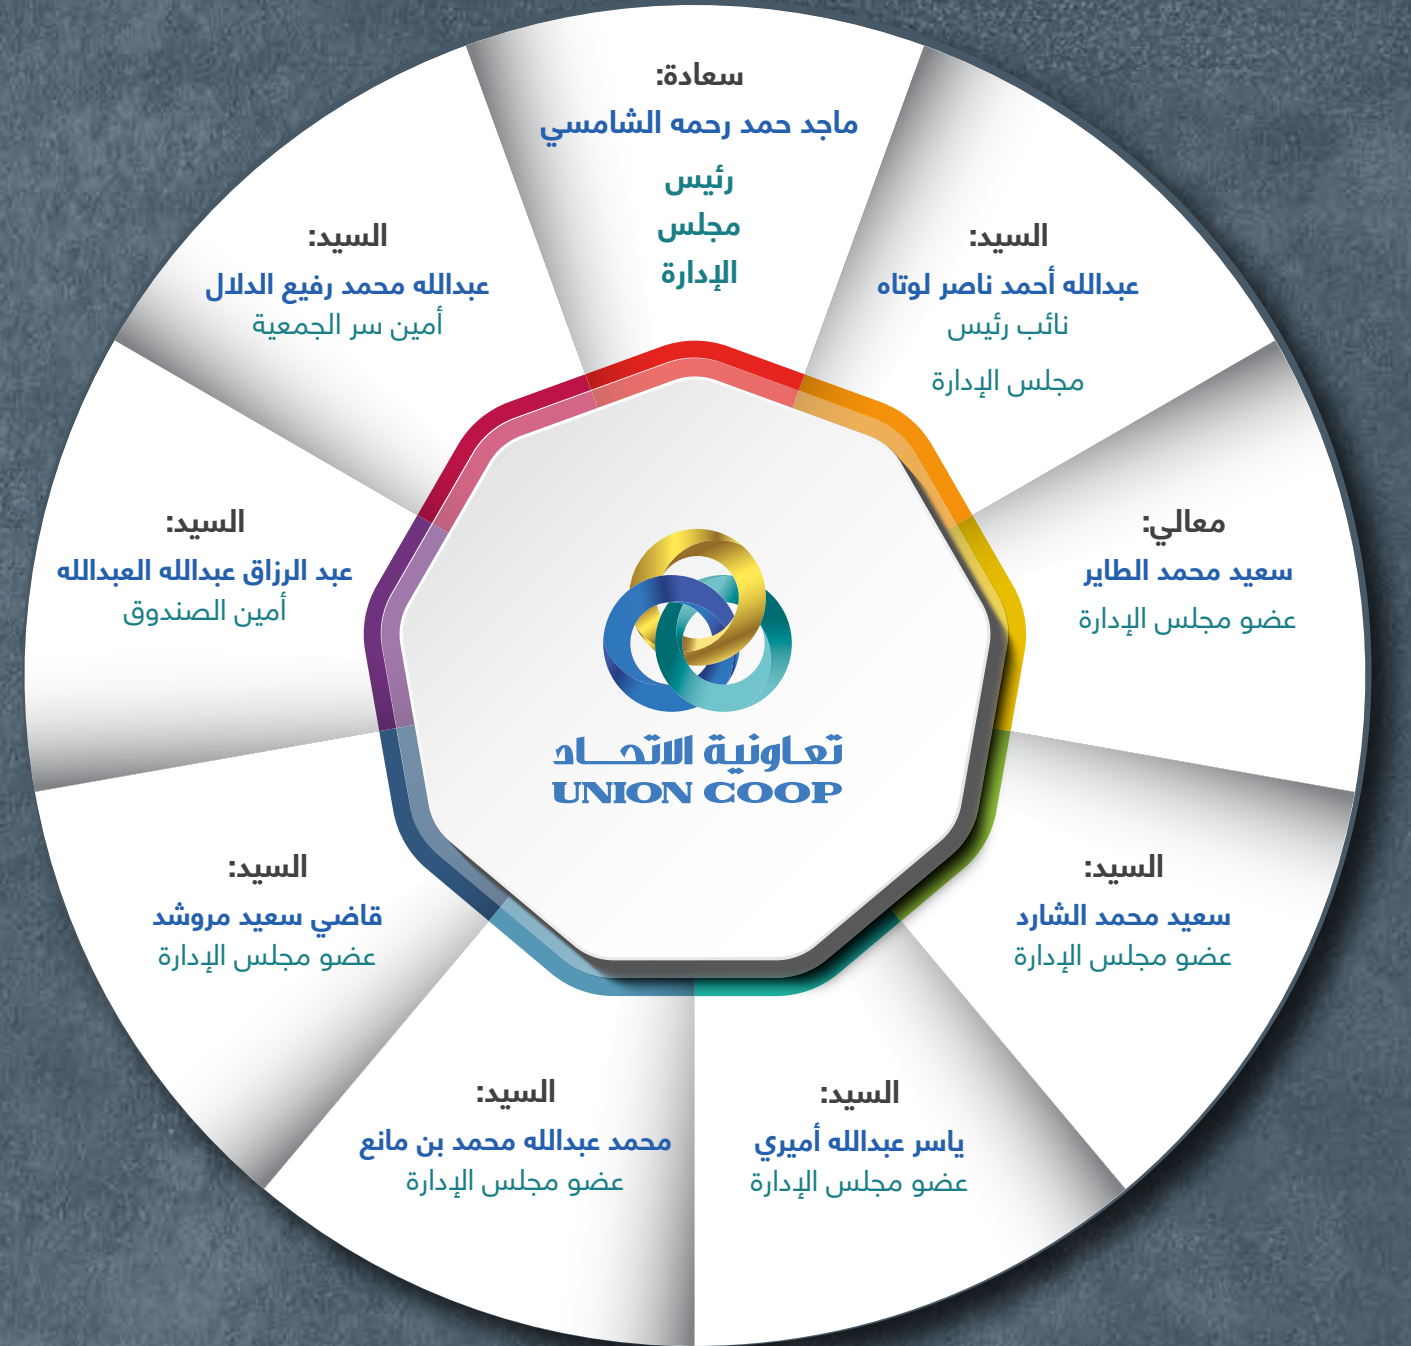 سعادة:
ماجد حمد رحمه الشامسي
رئيس
مجلس
الإدارة
السيد:
عبدالله أحمد ناصر لوتاه
نائب رئيس
مجلس الإدارة
معالي:
سعيد محمد الطاير
عضو مجلس الإدارة
السيد:
سعيد محمد الشارد
عضو مجلس الإدارة
السيد:
ياسر عبدالله أميري
عضو مجلس الإدارة
السيد:
محمد عبدالله محمد بن مانع
عضو مجلس الإدارة
السيد:
قاضي سعيد مروشد
عضو مجلس الإدارة
السيد:
عبد الرزاق عبدالله العبدالله
أمين الصندوق
السيد:
عبدالله محمد رفيع الدلال
أمين سر الجمعية
تعاونية الاتحاد
UNION COOP